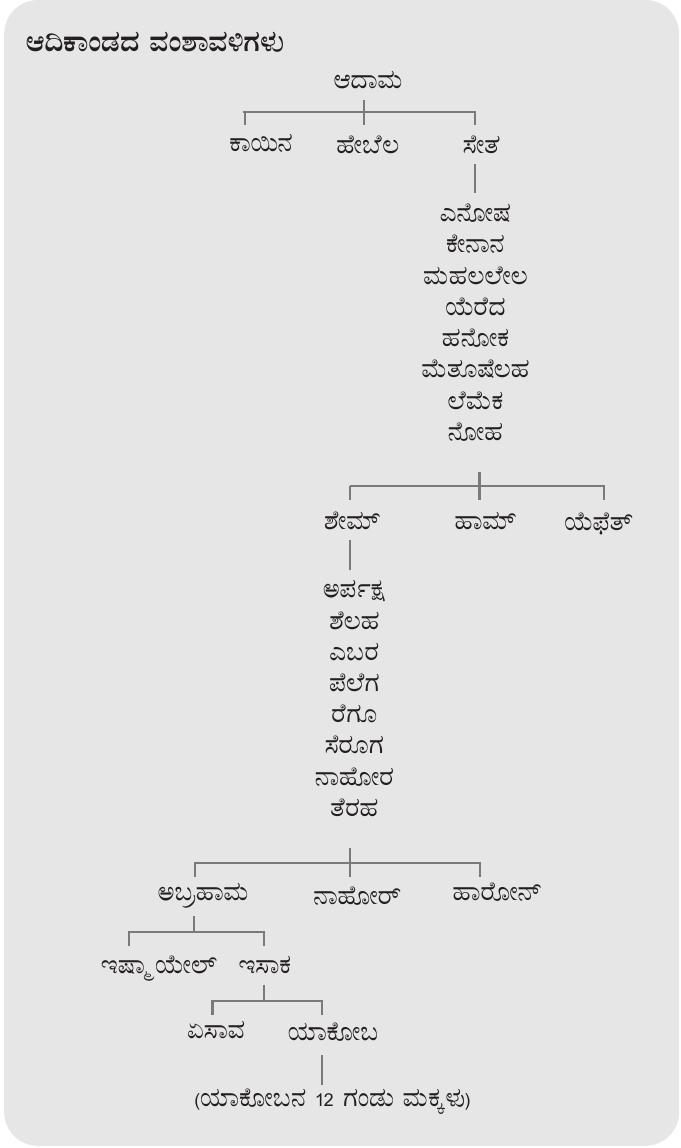 ಆದಿಕಾಂಡದ ವಂಶಾವಳಿಗಳು
ಆದಾಮ
ಕಾಯಿನ ಹೇಬೆಲ ಸೇತ
ಎನೋಷ
ಕೇನಾನ
ಮಹಲಲೇಲ
ಯೆರೆದ
ಹನೋಕ
ಮೆತೂಷೆಲಹ
ಲೆಮೆಕ
ನೋಹ
ಶೇಮ್ ಹಾಮ್ ಯೆಫೆತ್
ಅರ್ಪಕ್ಷ
ಶೆಲಹ
ಎಬರ
ಪೆಲೆಗ
ರೆಗೂ
ಸೆರೂಗ
ನಾಹೋರ
ತೆರಹ
ಅಬ್ರಹಾಮ ನಾಹೋರ್ ಹಾರೋನ್
ಇಷ್ಮಾಯೇಲ್ ಇಸಾಕ
ಏಸಾವ ಯಾಕೋಬ
(ಯಾಕೋಬನ 12 ಗಂಡು ಮಕ್ಕಳು)